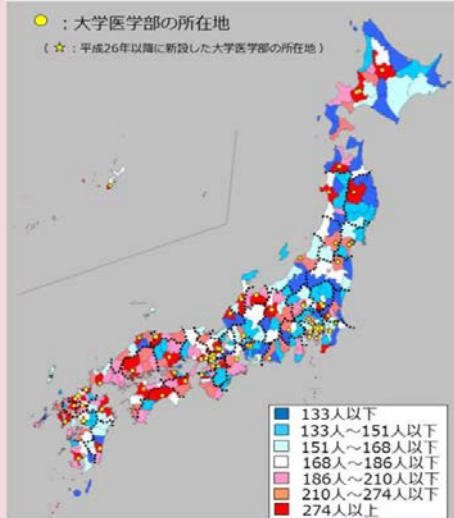 ：大学医学部の所在地
（☆：平成26年以降に新設した大学医学部の所在地）
133人以下
133人～151人以下
151人～168人以下
168人～186人以下
186人～210人以下
210人～274人以下
274人以上